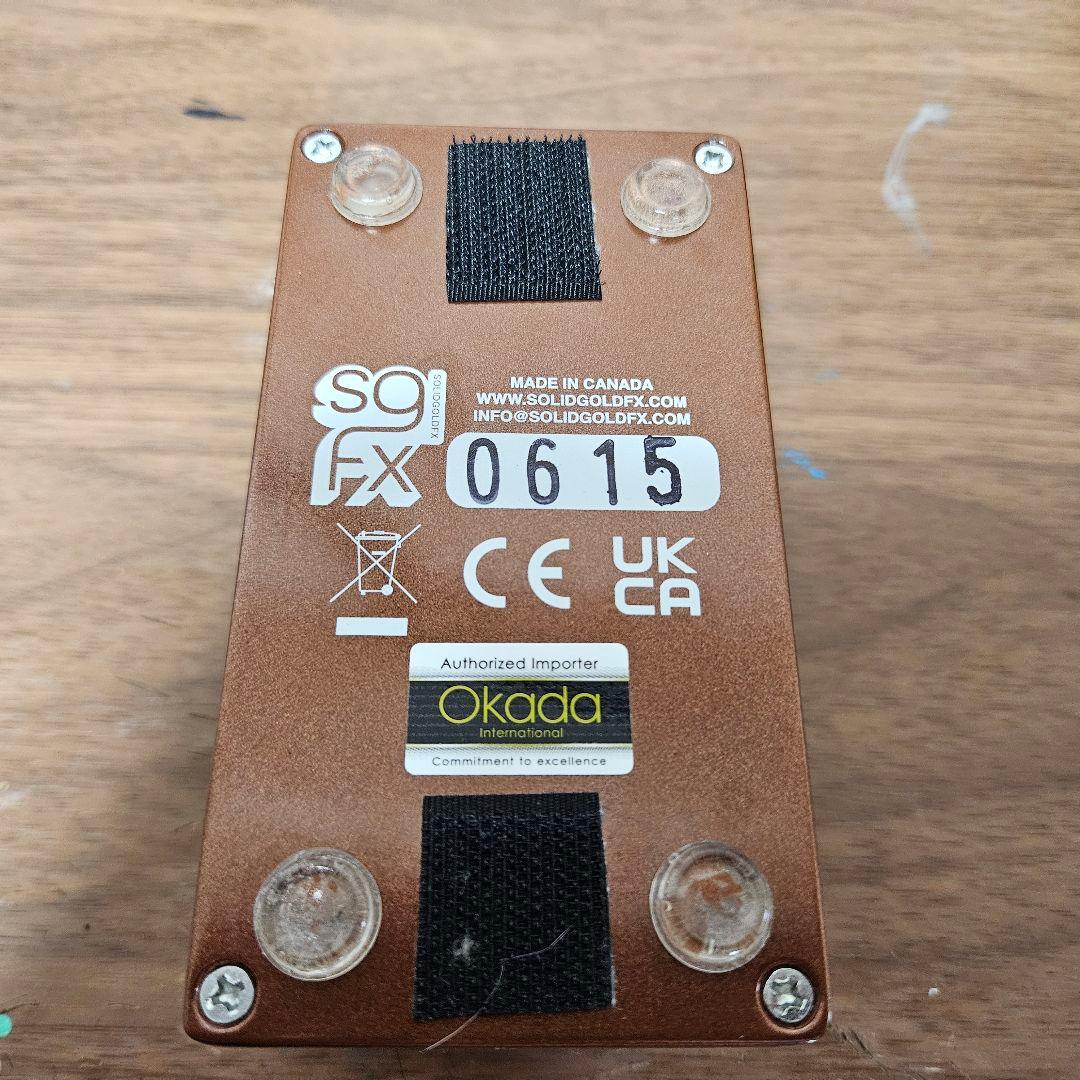 SG
FX
SOLIDGOLDFX
MADE IN CANADA
WWW.SOLIDGOLDFX.COM
INFO@SOLIDGOLDFX.COM
0615
CE
UK
CA
Authorized Importer
Okada
International
Commitment to excellence